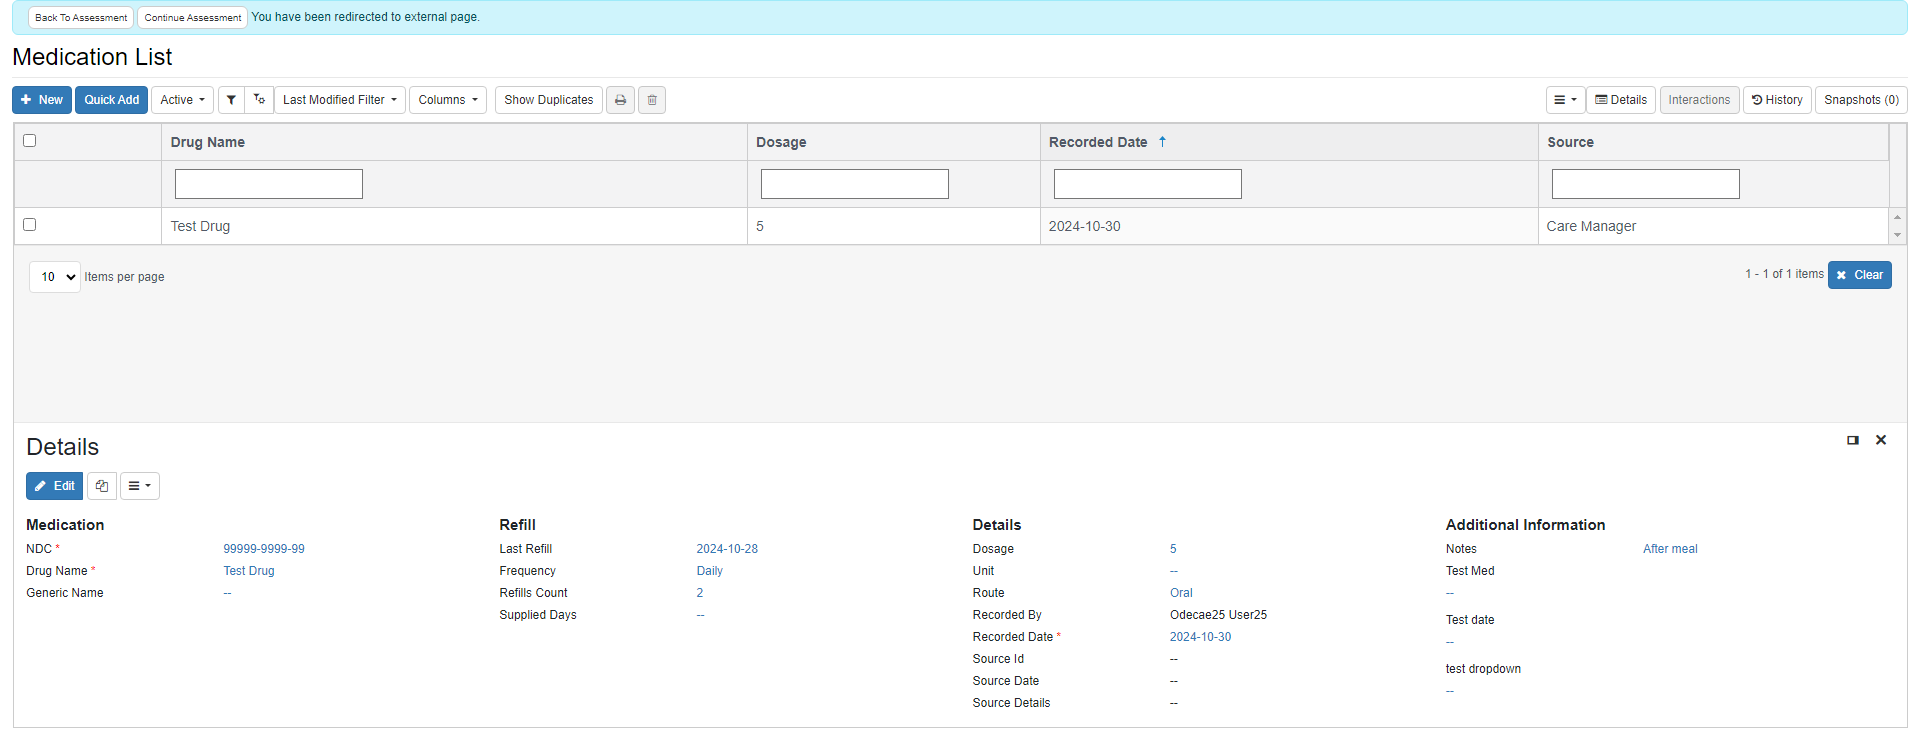 Back To Assessment Continue Assessment You have been redirected to external page.
Medication List
New Quick Add Active Last Modified Filter Columns Show Duplicates Details Interactions History Snapshots (0)
Drug Name Dosage Recorded Date Source
Test Drug 5 2024-10-30 Care Manager
10 Items per page 1 - 1 of 1 items Clear
Details
Edit
Medication Refill Details Additional Information
NDC * 99999-9999-99 Last Refill 2024-10-28 Dosage 5 Notes After meal
Drug Name * Test Drug Frequency Daily Unit -- Test Med
Generic Name -- Refills Count 2 Route Oral --
Supplied Days -- Recorded By Odecae25 User25 Test date
Recorded Date * 2024-10-30 --
Source Id -- test dropdown
Source Date -- --
Source Details --